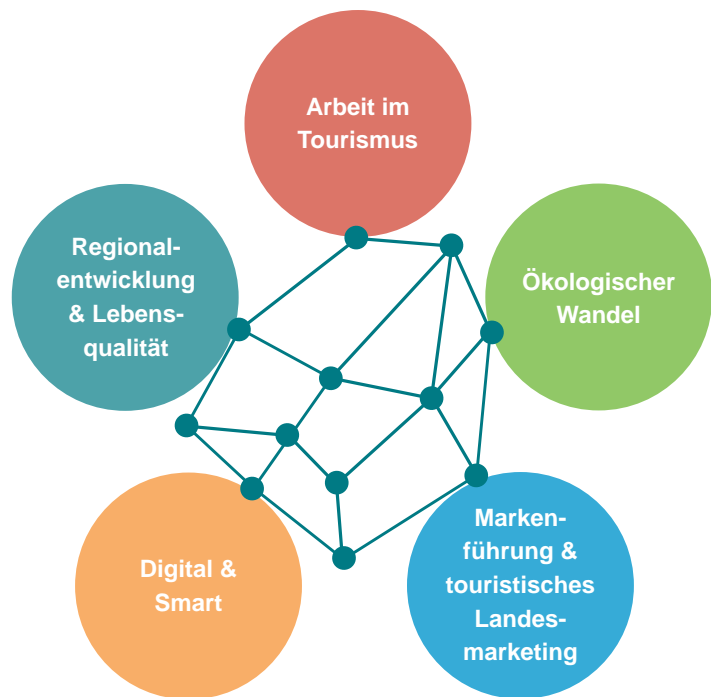 Arbeit im
Tourismus
Regional-
entwicklung
& Lebens-
qualität
Ökologischer
Wandel
Digital &
Smart
Marken-
führung &
touristisches
Landes-
marketing